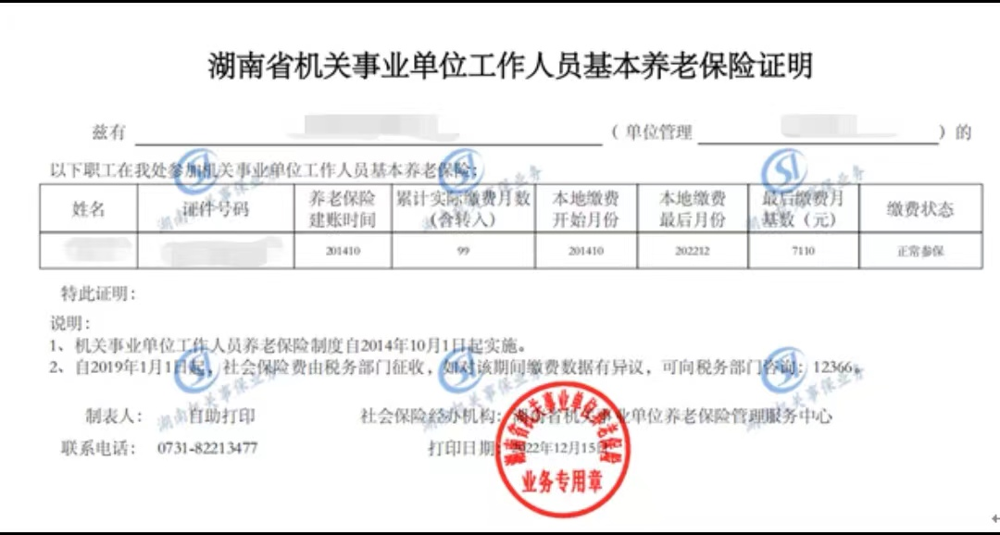 湖南省机关事业单位工作人员基本养老保险证明
兹有 （单位管理 ）的
以下职工在我处参加机关事业单位工作人员基本养老保险：
姓名 证件号码 养老保险建账时间 累计实际缴费月数（含转入） 本地缴费开始月份 本地缴费最后月份 最后缴费月基数（元） 缴费状态
201410 99 201410 202212 7110 正常参保
特此证明：
说明：
1、机关事业单位工作人员养老保险制度自2014年10月1日起实施。
2、自2019年1月1日起，社会保险费由税务部门征收，如对该期间缴费数据有异议，可向税务部门咨询：12366。
制表人： 自助打印 社会保险经办机构：湖南省机关事业单位养老保险管理服务中心
联系电话： 0731-82213477 打印日期：2022年12月15日
业务专用章